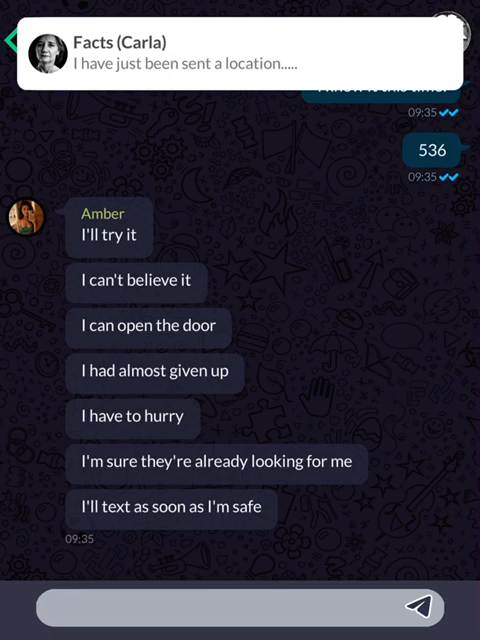 Facts (Carla)
I have just been sent a location.....
09:35
536
09:35
Amber
I'll try it
I can't believe it
I can open the door
I had almost given up
I have to hurry
I'm sure they're already looking for me
I'll text as soon as I'm safe
09:35